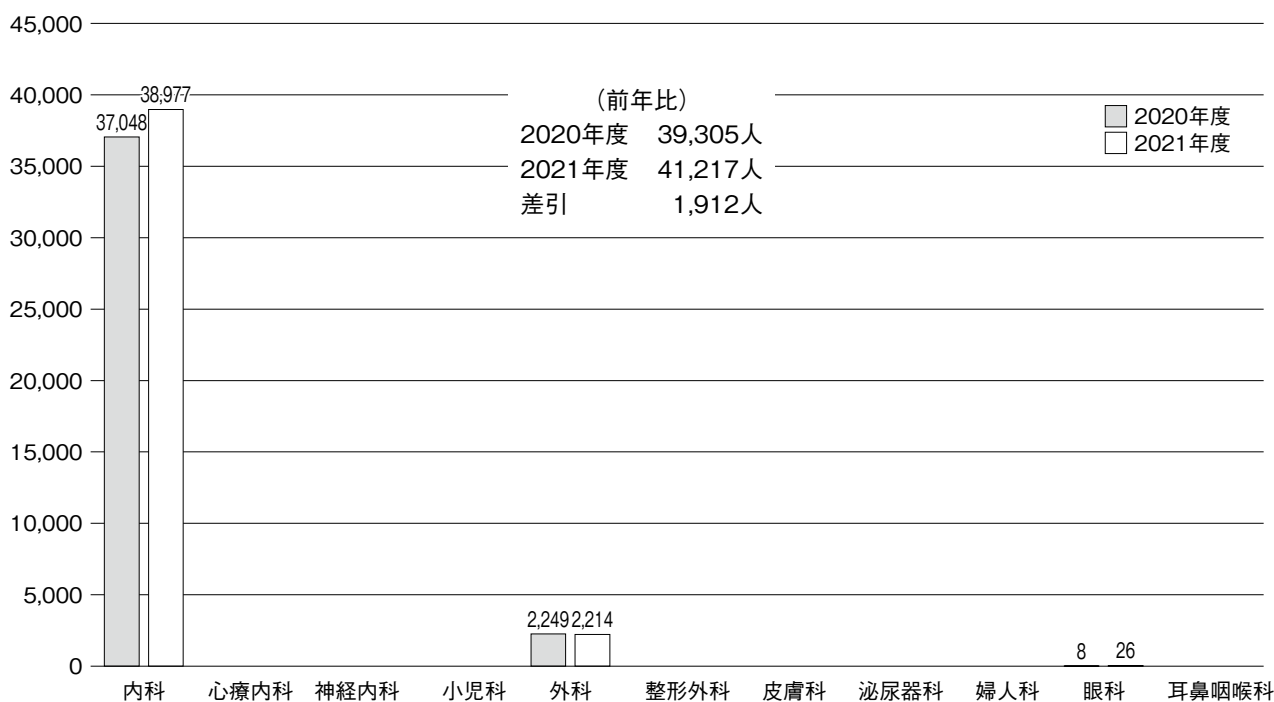 45,000
40,000
35,000
30,000
25,000
20,000
15,000
10,000
5,000
0
37,048
38,977
（前年比）
2020年度 39,305人
2021年度 41,217人
差引 1,912人
2020年度
2021年度
2,249
2,214
8
26
内科 心療内科 神経内科 小児科 外科 整形外科 皮膚科 泌尿器科 婦人科 眼科 耳鼻咽喉科